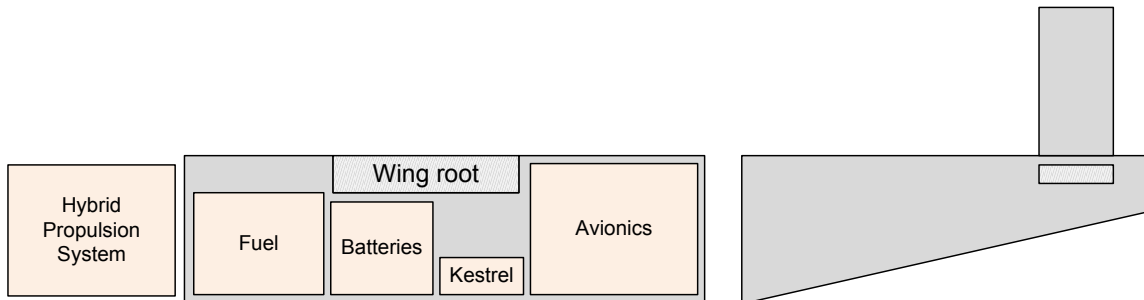 Hybrid
Propulsion
System
Wing root
Fuel
Batteries
Kestrel
Avionics